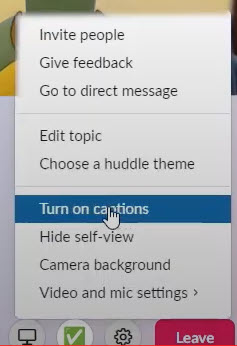 Invite people
Give feedback
Go to direct message
Edit topic
Choose a huddle theme
Turn on captions
Hide self-view
Camera background
Video and mic settings >
Leave